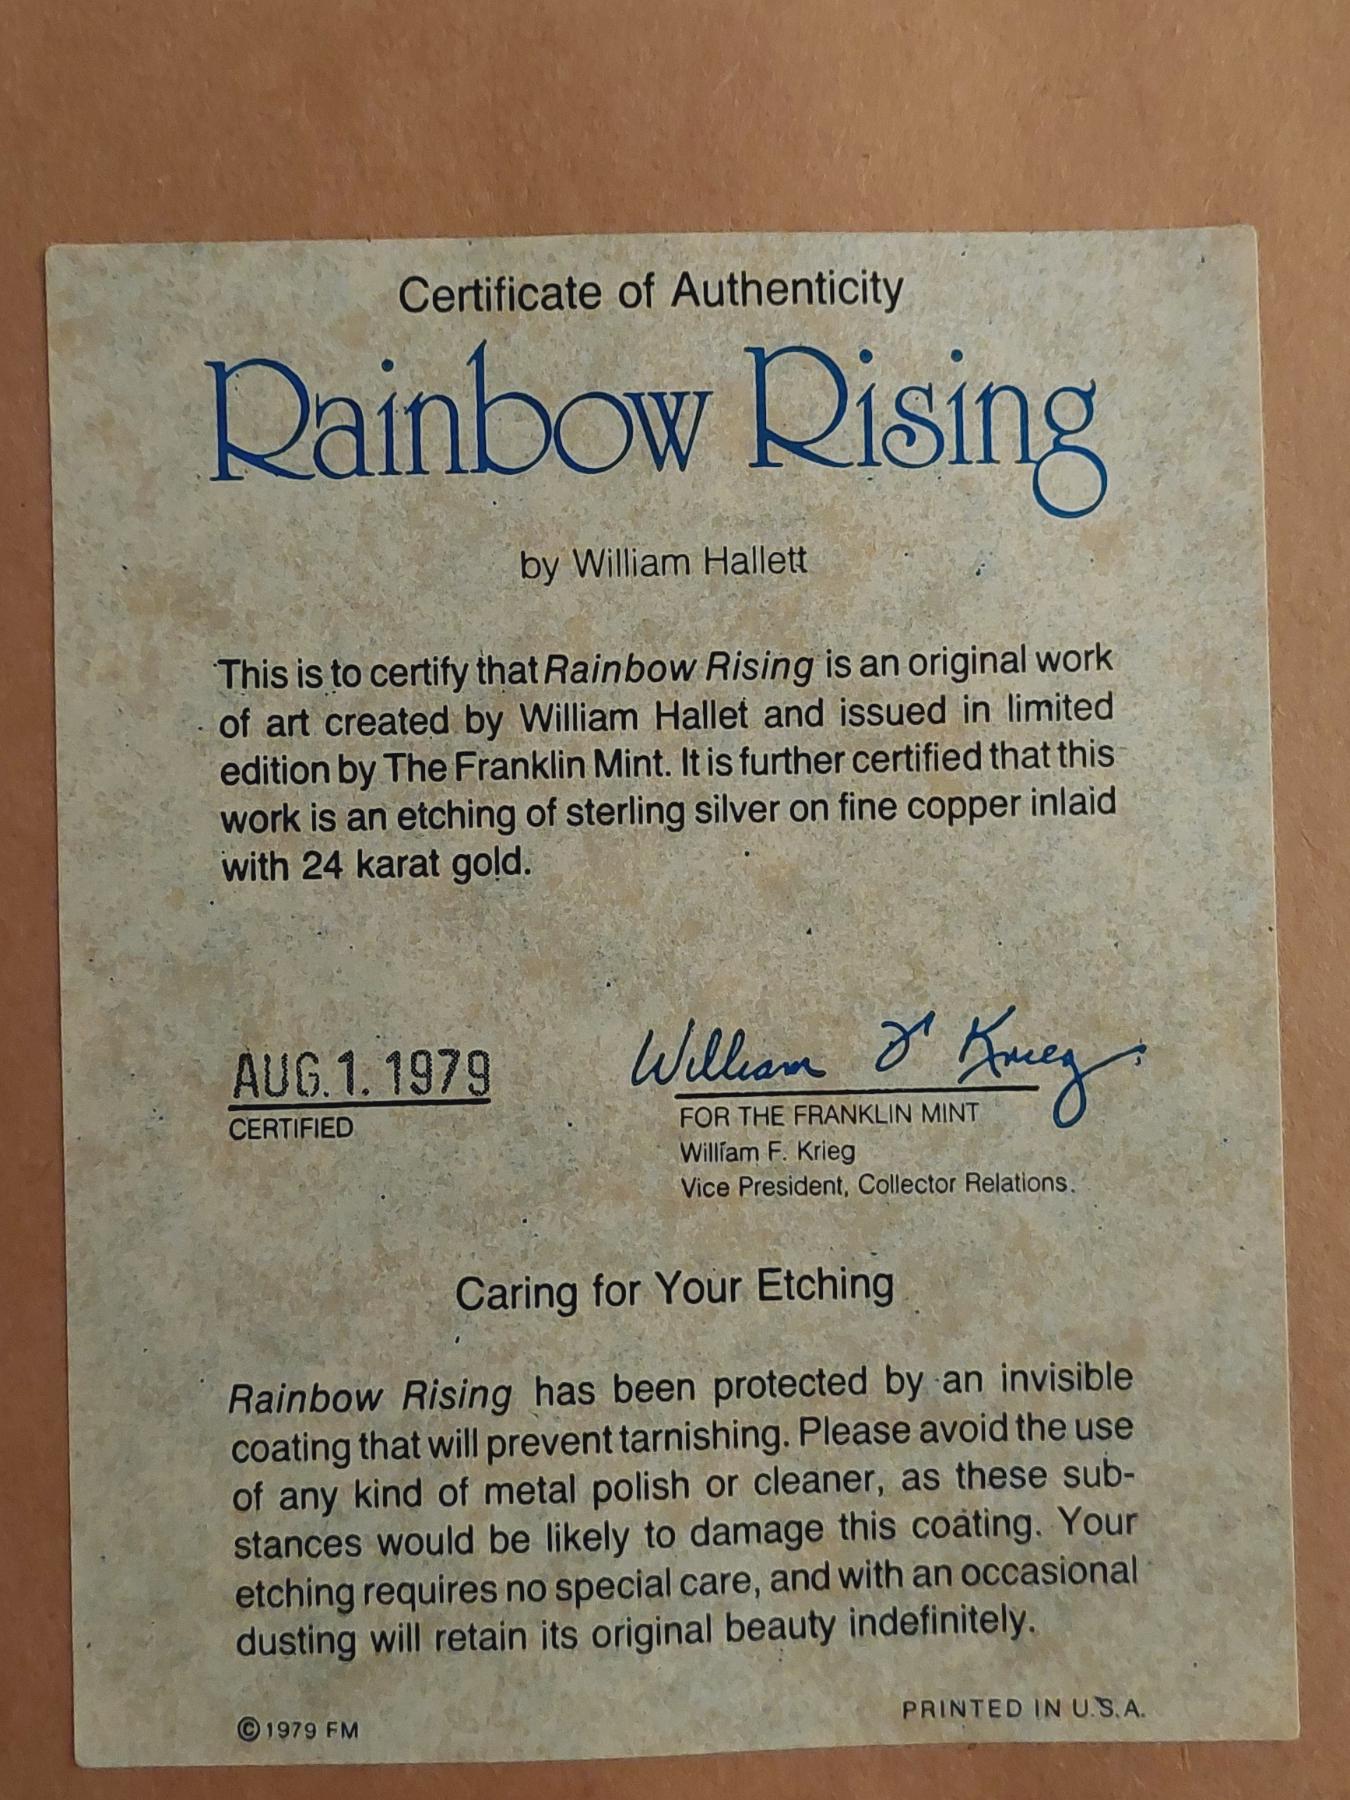 Certificate of Authenticity
Rainbow Rising
by William Hallett
This is to certify that Rainbow Rising is an original work
of art created by William Hallet and issued in limited
edition by The Franklin Mint. It is further certified that this
work is an etching of sterling silver on fine copper inlaid
with 24 karat gold.
AUG. 1. 1979
CERTIFIED
William F Krieg
FOR THE FRANKLIN MINT
William F. Krieg
Vice President, Collector Relations.
Caring for Your Etching
Rainbow Rising has been protected by an invisible
coating that will prevent tarnishing. Please avoid the use
of any kind of metal polish or cleaner, as these sub-
stances would be likely to damage this coating. Your
etching requires no special care, and with an occasional
dusting will retain its original beauty indefinitely.
©1979 FM
PRINTED IN U.S.A.